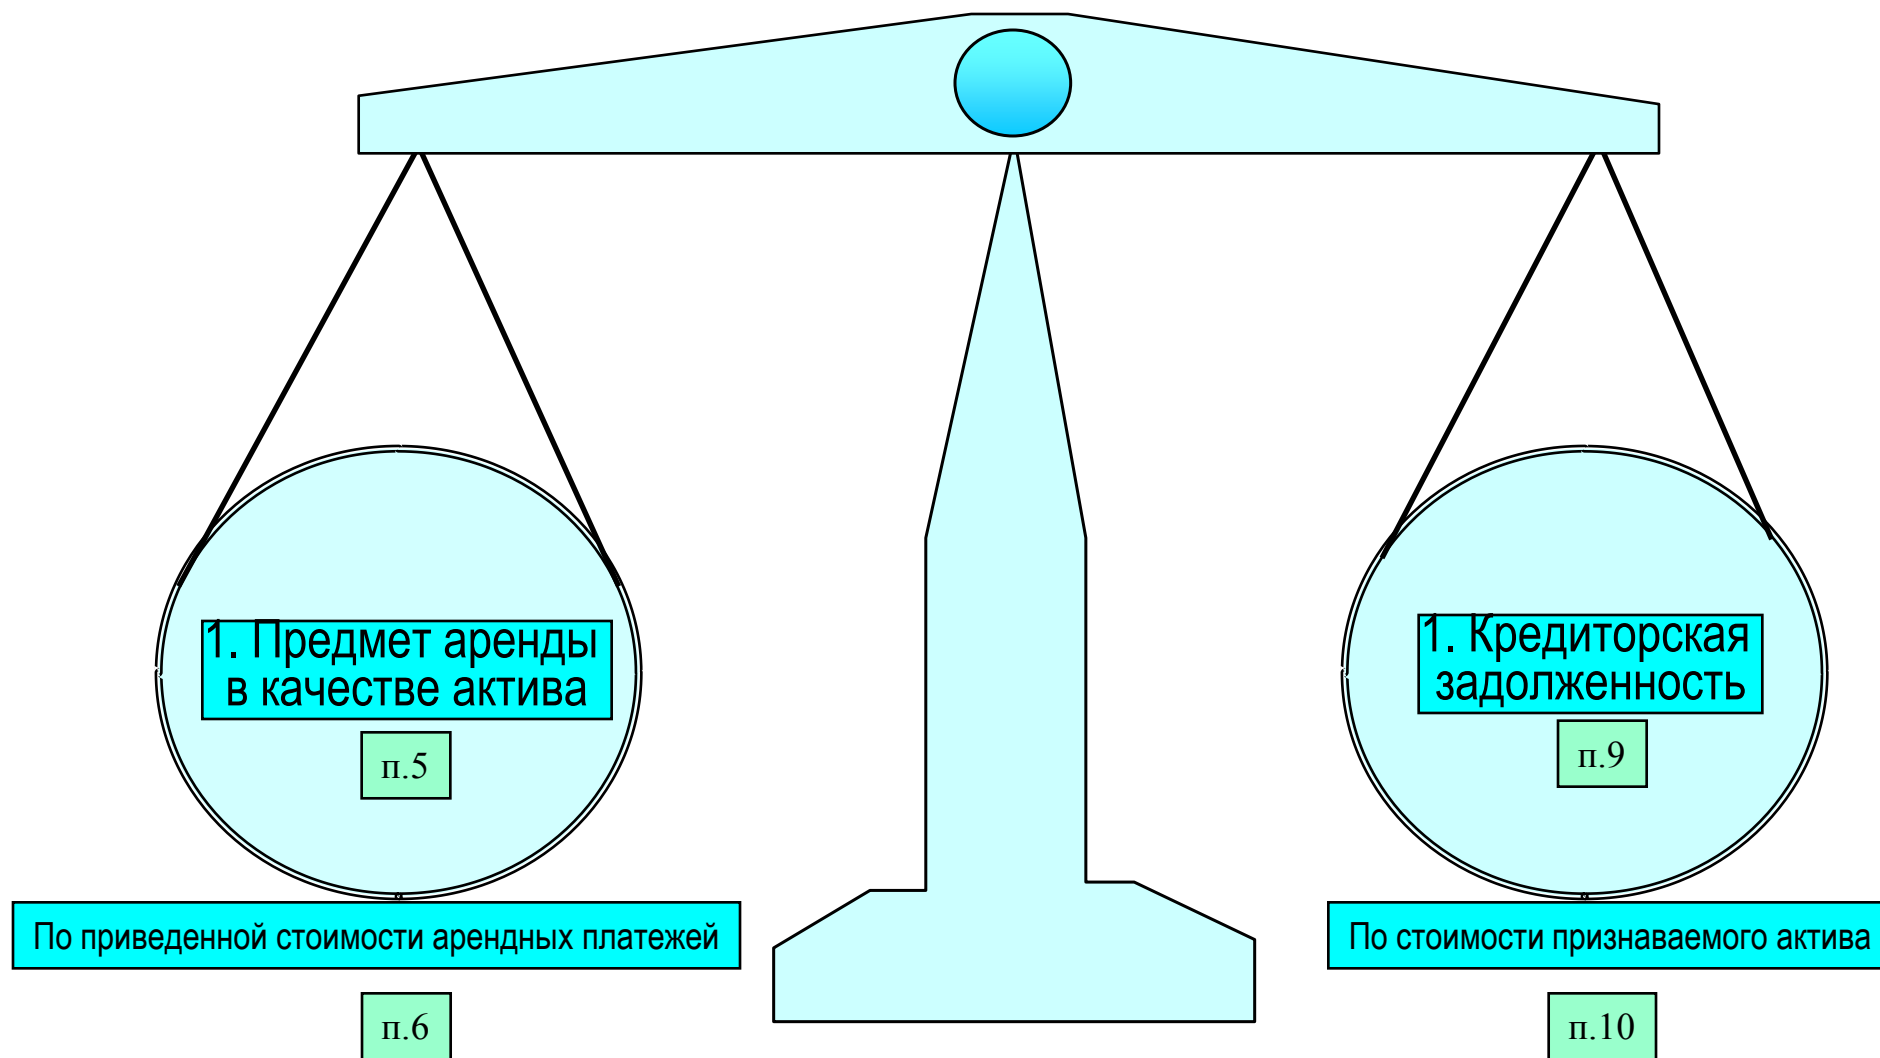 1. Предмет аренды
в качестве актива
п.5
По приведенной стоимости арендных платежей
п.6
1. Кредиторская
задолженность
п.9
По стоимости признаваемого актива
п.10